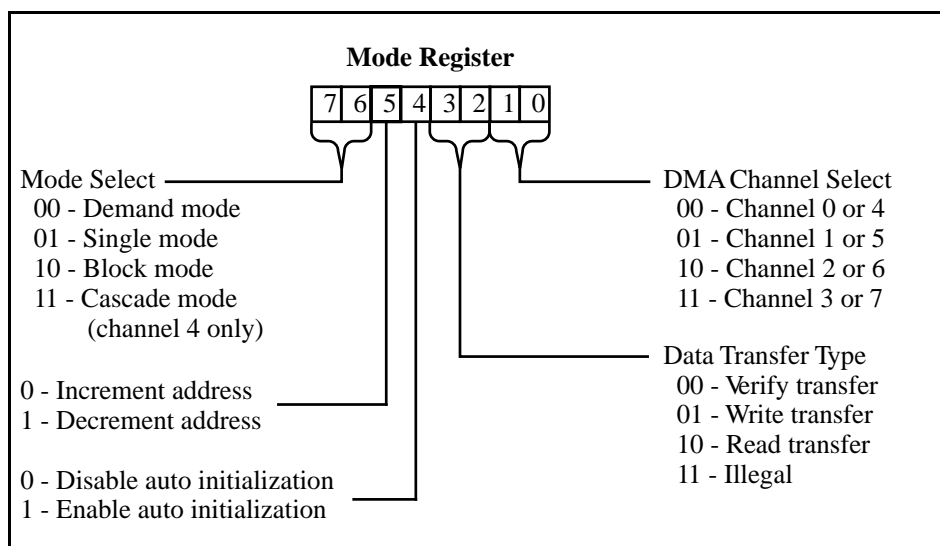 Mode Register
7 6 5 4 3 2 1 0
Mode Select
00 - Demand mode
01 - Single mode
10 - Block mode
11 - Cascade mode
(channel 4 only)
0 - Increment address
1 - Decrement address
0 - Disable auto initialization
1 - Enable auto initialization
DMA Channel Select
00 - Channel 0 or 4
01 - Channel 1 or 5
10 - Channel 2 or 6
11 - Channel 3 or 7
Data Transfer Type
00 - Verify transfer
01 - Write transfer
10 - Read transfer
11 - Illegal